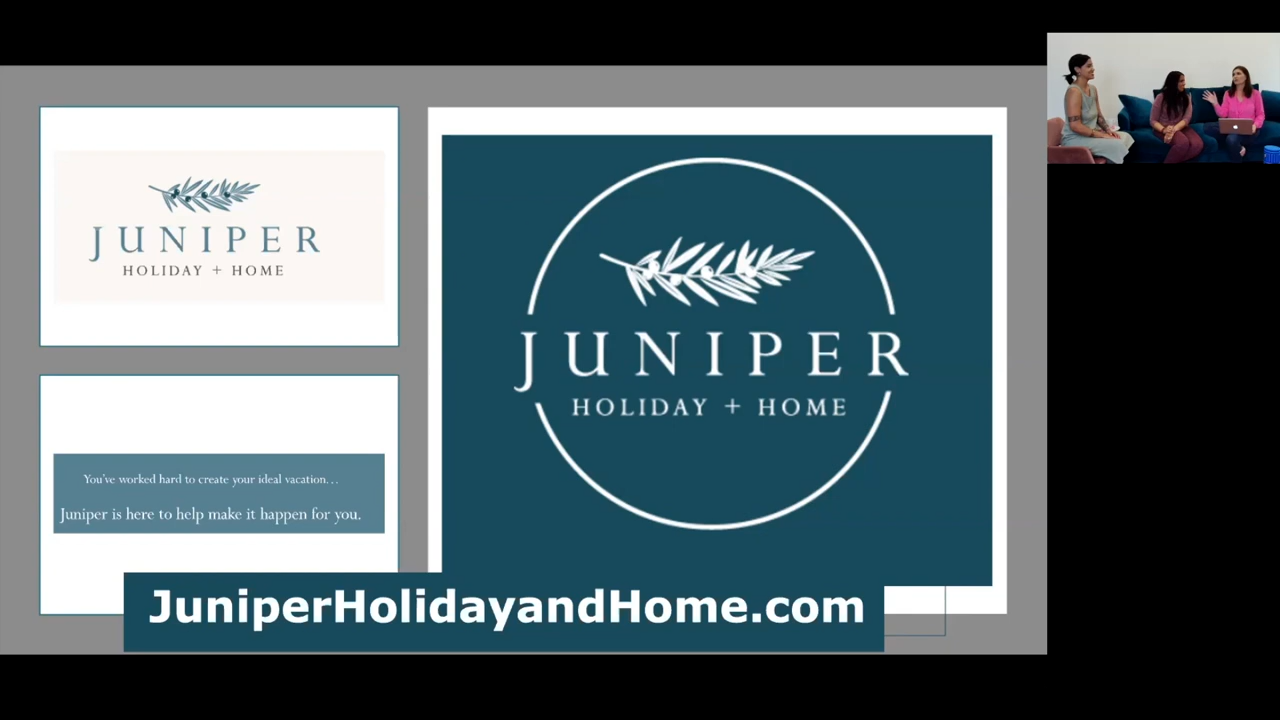 JUNIPER
HOLIDAY + HOME
You've worked hard to create your ideal vacation...
Juniper is here to help make it happen for you.
JUNIPER
HOLIDAY + HOME
JuniperHolidayandHome.com